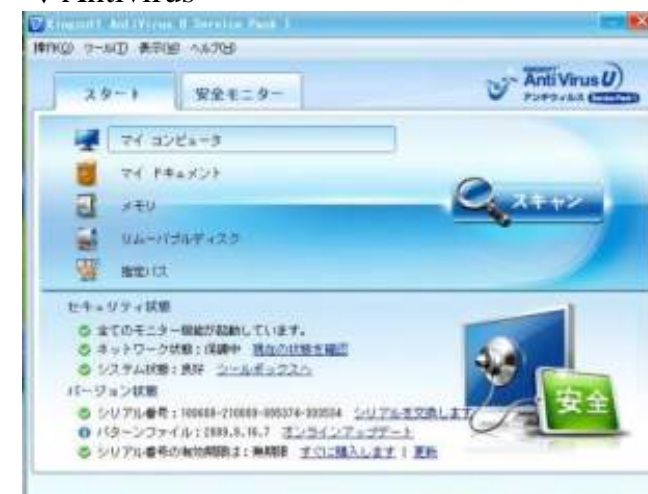 AntiVirus
Kingsoft AntiVirus U Service Pack 1
操作(O) ツール(T) 表示(V) ヘルプ(H)
スタート 安全モニター
AntiVirus U
アンチウィルス Service Pack 1
マイ コンピュータ
マイ ドキュメント
メモリ
スキャン
リムーバブルディスク
指定パス
セキュリティ状態
全てのモニター機能が起動しています。
ネットワーク状態:保護中 現在の状態を確認
システム状態:良好 ツールボックスへ
バージョン状態
シリアル番号: シリアルを交換します
パターンファイル: オンラインアップデート
シリアル番号の有効期限は:無期限 すぐに購入します | 更新
安全